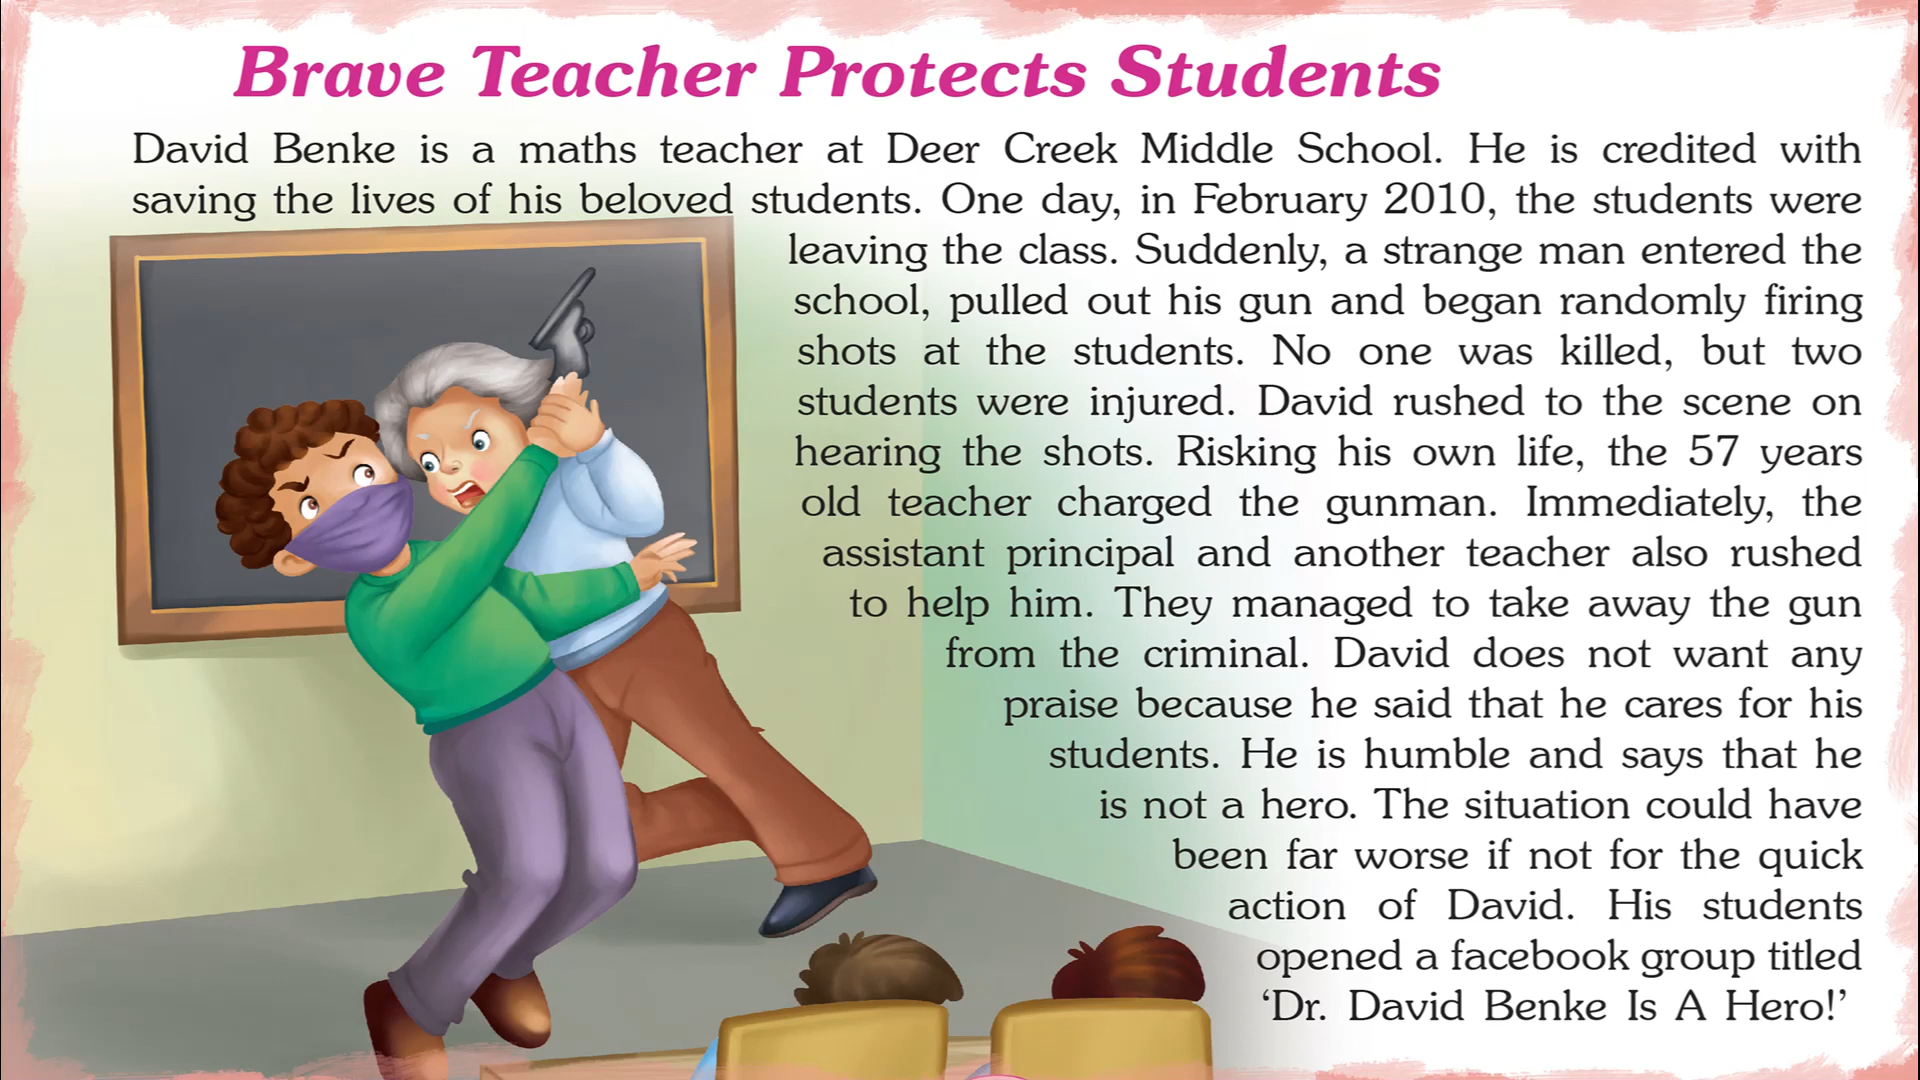 Brave Teacher Protects Students
David Benke is a maths teacher at Deer Creek Middle School. He is credited with
saving the lives of his beloved students. One day, in February 2010, the students were
leaving the class. Suddenly, a strange man entered the
school, pulled out his gun and began randomly firing
shots at the students. No one was killed, but two
students were injured. David rushed to the scene on
hearing the shots. Risking his own life, the 57 years
old teacher charged the gunman. Immediately, the
assistant principal and another teacher also rushed
to help him. They managed to take away the gun
from the criminal. David does not want any
praise because he said that he cares for his
students. He is humble and says that he
is not a hero. The situation could have
been far worse if not for the quick
action of David. His students
opened a facebook group titled
‘Dr. David Benke Is A Hero!’